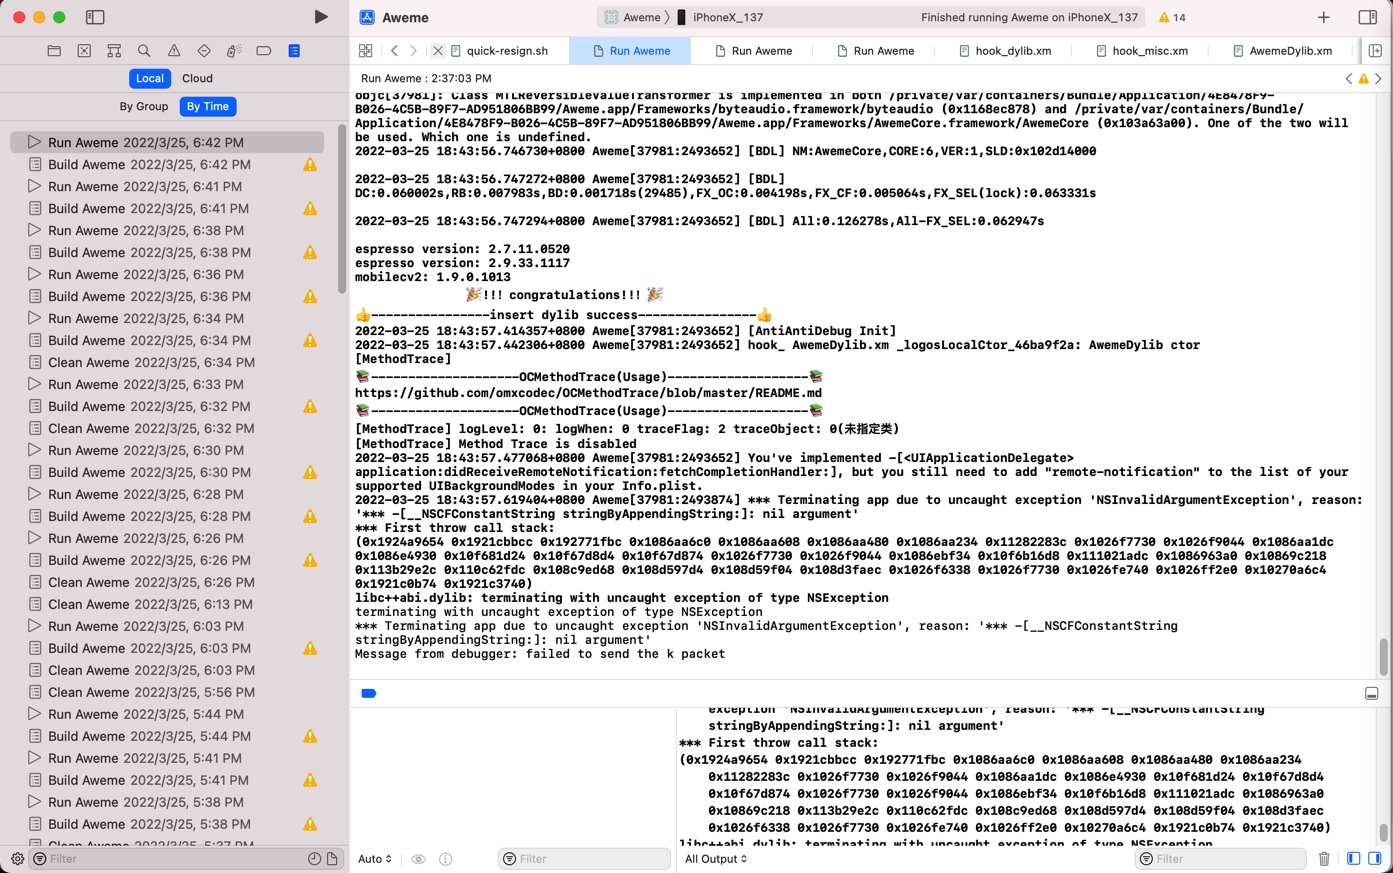 Aweme
Aweme 〉 iPhoneX_137
Finished running Aweme on iPhoneX_137
14
quick-resign.sh
Run Aweme
Run Aweme
Run Aweme
hook_dylib.xm
hook_misc.xm
AwemeDylib.xm
Local
Cloud
By Group
By Time
Run Aweme 2022/3/25, 6:42 PM
Build Aweme 2022/3/25, 6:42 PM
Run Aweme 2022/3/25, 6:41 PM
Build Aweme 2022/3/25, 6:41 PM
Run Aweme 2022/3/25, 6:38 PM
Build Aweme 2022/3/25, 6:38 PM
Run Aweme 2022/3/25, 6:36 PM
Build Aweme 2022/3/25, 6:36 PM
Run Aweme 2022/3/25, 6:34 PM
Build Aweme 2022/3/25, 6:34 PM
Clean Aweme 2022/3/25, 6:34 PM
Run Aweme 2022/3/25, 6:33 PM
Build Aweme 2022/3/25, 6:32 PM
Clean Aweme 2022/3/25, 6:32 PM
Run Aweme 2022/3/25, 6:30 PM
Build Aweme 2022/3/25, 6:30 PM
Run Aweme 2022/3/25, 6:28 PM
Build Aweme 2022/3/25, 6:28 PM
Run Aweme 2022/3/25, 6:26 PM
Build Aweme 2022/3/25, 6:26 PM
Clean Aweme 2022/3/25, 6:26 PM
Clean Aweme 2022/3/25, 6:13 PM
Run Aweme 2022/3/25, 6:03 PM
Build Aweme 2022/3/25, 6:03 PM
Clean Aweme 2022/3/25, 6:03 PM
Clean Aweme 2022/3/25, 5:56 PM
Run Aweme 2022/3/25, 5:44 PM
Build Aweme 2022/3/25, 5:44 PM
Run Aweme 2022/3/25, 5:41 PM
Build Aweme 2022/3/25, 5:41 PM
Run Aweme 2022/3/25, 5:38 PM
Build Aweme 2022/3/25, 5:38 PM
Clean Aweme 2022/3/25, 5:37 PM
Filter
Run Aweme : 2:37:03 PM
objc[37981]: Class MTLReversibleValueTransformer is implemented in both /private/var/containers/Bundle/Application/4E8478F9-
B026-4C5B-89F7-AD951806BB99/Aweme.app/Frameworks/byteaudio.framework/byteaudio (0x1168ec878) and /private/var/containers/Bundle/
Application/4E8478F9-B026-4C5B-89F7-AD951806BB99/Aweme.app/Frameworks/AwemeCore.framework/AwemeCore (0x103a63a00). One of the two will
be used. Which one is undefined.
2022-03-25 18:43:56.746730+0800 Aweme[37981:2493652] [BDL] NM:AwemeCore,CORE:6,VER:1,SLD:0x102d14000
2022-03-25 18:43:56.747272+0800 Aweme[37981:2493652] [BDL]
DC:0.060002s,RB:0.007983s,BD:0.001718s(29485),FX_OC:0.004198s,FX_CF:0.005064s,FX_SEL(lock):0.063331s
2022-03-25 18:43:56.747294+0800 Aweme[37981:2493652] [BDL] All:0.126278s,All-FX_SEL:0.062947s
espresso version: 2.7.11.0520
espresso version: 2.9.33.1117
mobilecv2: 1.9.0.1013
🎉!!! congratulations!!! 🎉
👍----------------insert dylib success----------------👍
2022-03-25 18:43:57.414357+0800 Aweme[37981:2493652] [AntiAntiDebug Init]
2022-03-25 18:43:57.442306+0800 Aweme[37981:2493652] hook_ AwemeDylib.xm _logosLocalCtor_46ba9f2a: AwemeDylib ctor
[MethodTrace]
📚--------------------OCMethodTrace(Usage)-------------------📚
https://github.com/omxcodec/OCMethodTrace/blob/master/README.md
📚--------------------OCMethodTrace(Usage)-------------------📚
[MethodTrace] logLevel: 0: logWhen: 0 traceFlag: 2 traceObject: 0(未指定类)
[MethodTrace] Method Trace is disabled
2022-03-25 18:43:57.477068+0800 Aweme[37981:2493652] You've implemented -[<UIApplicationDelegate>
application:didReceiveRemoteNotification:fetchCompletionHandler:], but you still need to add "remote-notification" to the list of your
supported UIBackgroundModes in your Info.plist.
2022-03-25 18:43:57.619404+0800 Aweme[37981:2493874] *** Terminating app due to uncaught exception 'NSInvalidArgumentException', reason:
'*** -[__NSCFConstantString stringByAppendingString:]: nil argument'
*** First throw call stack:
(0x1924a9654 0x1921cbbcc 0x192771fbc 0x1086aa6c0 0x1086aa608 0x1086aa480 0x1086aa234 0x11282283c 0x1026f7730 0x1026f9044 0x1086aa1dc
0x1086e4930 0x10f681d24 0x10f67d8d4 0x10f67d874 0x1026f7730 0x1026f9044 0x1086ebf34 0x10f6b16d8 0x111021adc 0x1086963a0 0x10869c218
0x113b29e2c 0x110c62fdc 0x108c9ed68 0x108d597d4 0x108d59f04 0x108d3faec 0x1026f6338 0x1026f7730 0x1026fe740 0x1026ff2e0 0x10270a6c4
0x1921c0b74 0x1921c3740)
libc++abi.dylib: terminating with uncaught exception of type NSException
terminating with uncaught exception of type NSException
*** Terminating app due to uncaught exception 'NSInvalidArgumentException', reason: '*** -[__NSCFConstantString
stringByAppendingString:]: nil argument'
Message from debugger: failed to send the k packet
exception 'NSInvalidArgumentException', reason: '*** -[__NSCFConstantString
stringByAppendingString:]: nil argument'
*** First throw call stack:
(0x1924a9654 0x1921cbbcc 0x192771fbc 0x1086aa6c0 0x1086aa608 0x1086aa480 0x1086aa234
0x11282283c 0x1026f7730 0x1026f9044 0x1086aa1dc 0x1086e4930 0x10f681d24 0x10f67d8d4
0x10f67d874 0x1026f7730 0x1026f9044 0x1086ebf34 0x10f6b16d8 0x111021adc 0x1086963a0
0x10869c218 0x113b29e2c 0x110c62fdc 0x108c9ed68 0x108d597d4 0x108d59f04 0x108d3faec
0x1026f6338 0x1026f7730 0x1026fe740 0x1026ff2e0 0x10270a6c4 0x1921c0b74 0x1921c3740)
libc++abi.dylib: terminating with uncaught exception of type NSException
Auto
Filter
All Output
Filter